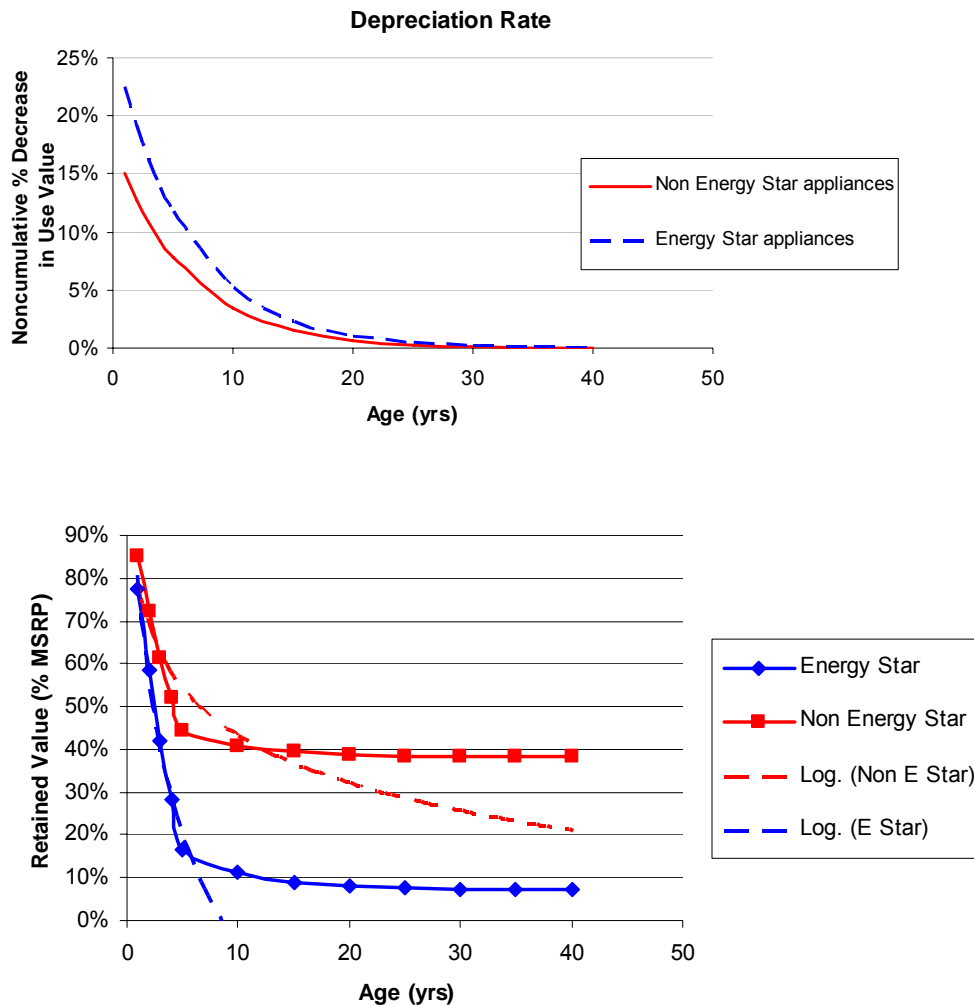 Depreciation Rate
25%
20%
15%
10%
5%
0%
Noncumulative % Decrease
in Use Value
0 10 20 30 40 50
Age (yrs)
Non Energy Star appliances
Energy Star appliances
90%
80%
70%
60%
50%
40%
30%
20%
10%
0%
Retained Value (% MSRP)
0 10 20 30 40 50
Age (yrs)
Energy Star
Non Energy Star
Log. (Non E Star)
Log. (E Star)